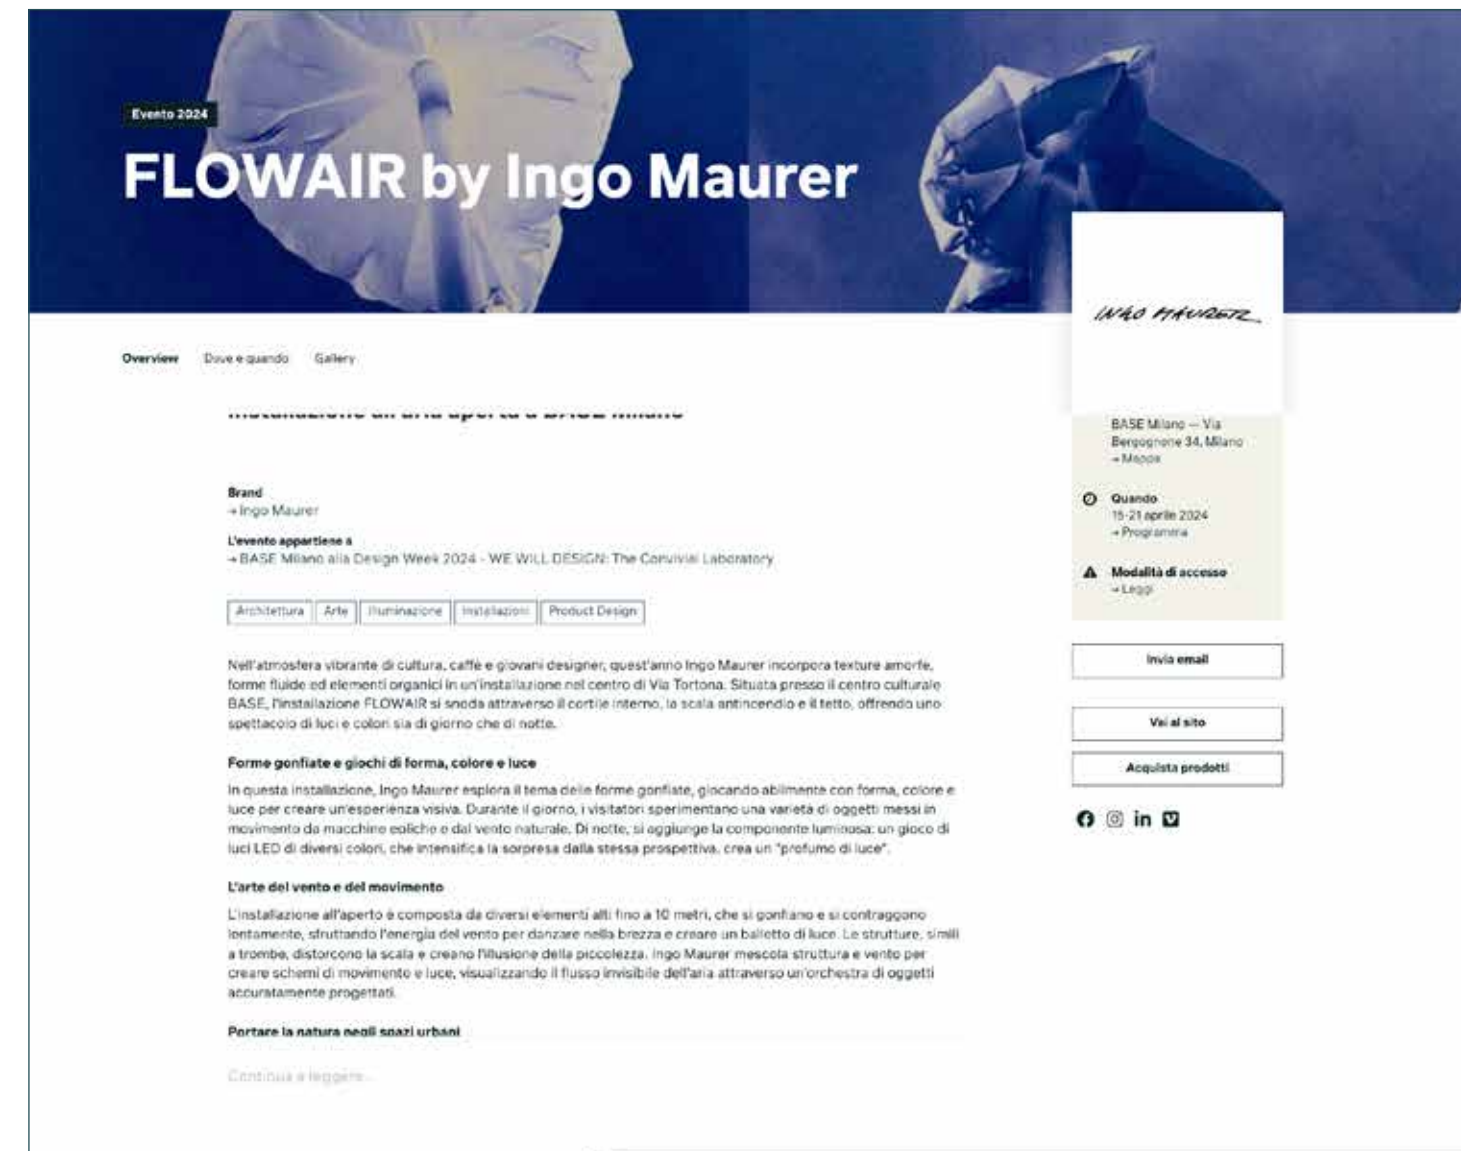 Evento 2024
FLOWAIR by Ingo Maurer
INGO MAURER
Overview Dove e quando Gallery
Installazione all'aria aperta a BASE Milano
BASE Milano — Via
Bergognone 34, Milano
→ Mappa
Brand
→ Ingo Maurer
Quando
15-21 aprile 2024
→ Programma
L'evento appartiene a
→ BASE Milano alla Design Week 2024 - WE WILL DESIGN: The Convivial Laboratory
Modalità di accesso
→ Leggi
Architettura Arte Illuminazione Installazioni Product Design
Nell'atmosfera vibrante di cultura, caffè e giovani designer, quest'anno Ingo Maurer incorpora texture amorfe,
forme fluide ed elementi organici in un'installazione nel centro di Via Tortona. Situata presso il centro culturale
BASE, l'installazione FLOWAIR si snoda attraverso il cortile interno, la scala antincendio e il tetto, offrendo uno
spettacolo di luci e colori sia di giorno che di notte.
Invia email
Vai al sito
Acquista prodotti
Forme gonfiate e giochi di forma, colore e luce
In questa installazione, Ingo Maurer esplora il tema delle forme gonfiate, giocando abilmente con forma, colore e
luce per creare un'esperienza visiva. Durante il giorno, i visitatori sperimentano una varietà di oggetti messi in
movimento da macchine eoliche e dal vento naturale. Di notte, si aggiunge la componente luminosa: un gioco di
luci LED di diversi colori, che intensifica la sorpresa dalla stessa prospettiva, crea un "profumo di luce".
L'arte del vento e del movimento
L'installazione all'aperto è composta da diversi elementi alti fino a 10 metri, che si gonfiano e si contraggono
lentamente, sfruttando l'energia del vento per danzare nella brezza e creare un balletto di luce. Le strutture, simili
a trombe, distorcono la scala e creano l'illusione della piccolezza. Ingo Maurer mescola struttura e vento per
creare schemi di movimento e luce, visualizzando il flusso invisibile dell'aria attraverso un'orchestra di oggetti
accuratamente progettati.
Portare la natura negli spazi urbani
Continua a leggere...